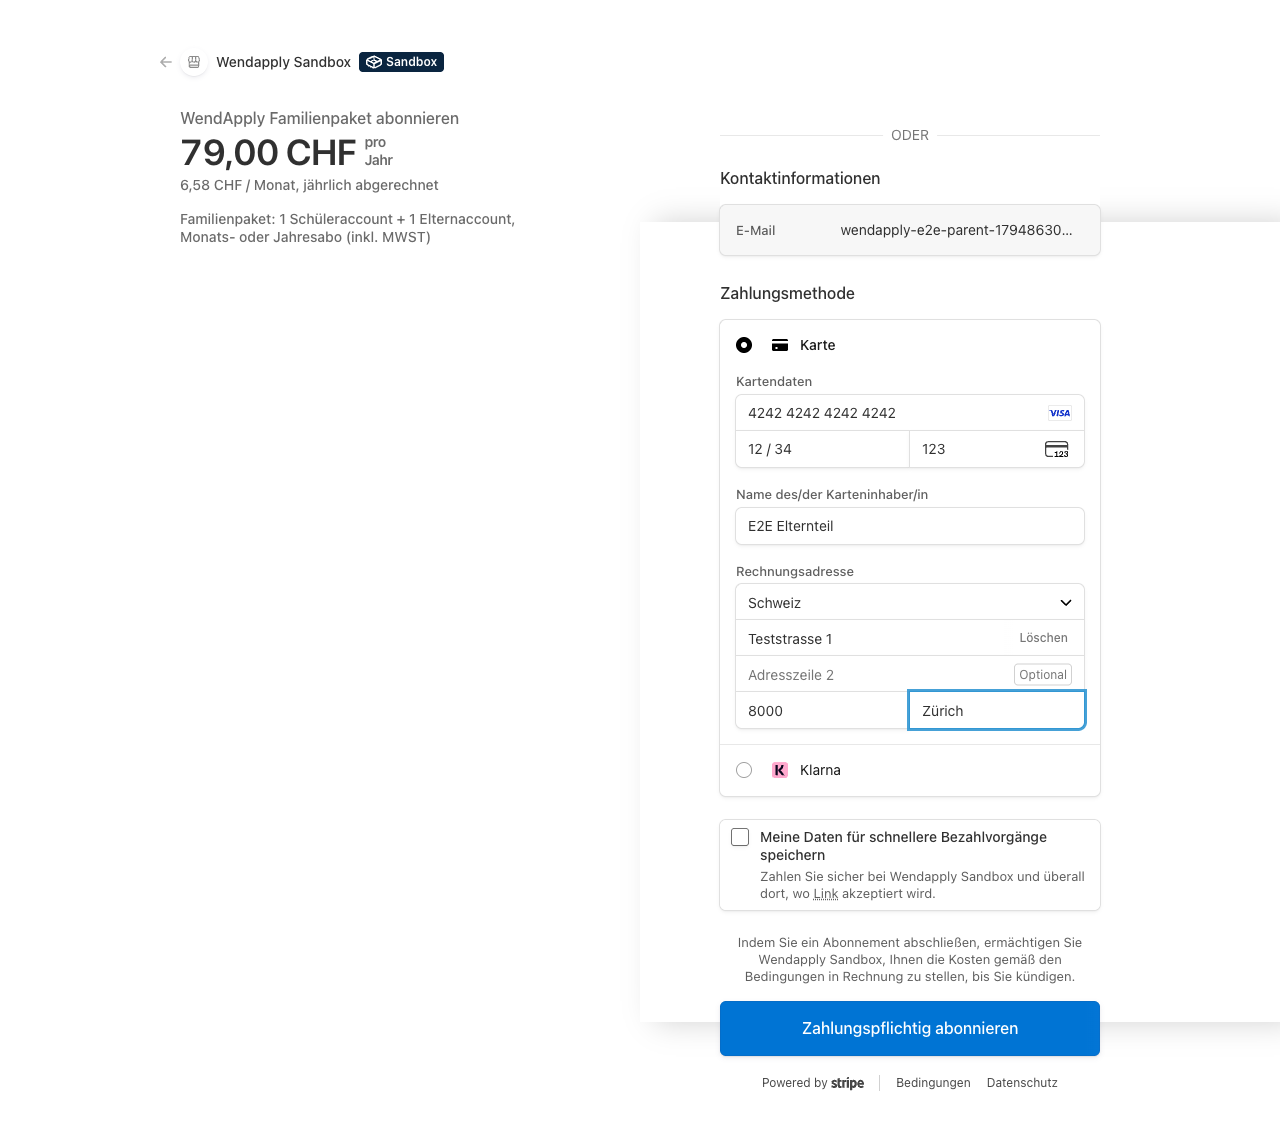 Wendapply Sandbox Sandbox
WendApply Familienpaket abonnieren
79,00 CHF pro
Jahr
6,58 CHF / Monat, jährlich abgerechnet
Familienpaket: 1 Schüleraccount + 1 Elternaccount,
Monats- oder Jahresabo (inkl. MWST)
ODER
Kontaktinformationen
E-Mail wendapply-e2e-parent-17948630...
Zahlungsmethode
Karte
Kartendaten
4242 4242 4242 4242 VISA
12 / 34 123 123
Name des/der Karteninhaber/in
E2E Elternteil
Rechnungsadresse
Schweiz
Teststrasse 1 Löschen
Adresszeile 2 Optional
8000 Zürich
K Klarna
Meine Daten für schnellere Bezahlvorgänge
speichern
Zahlen Sie sicher bei Wendapply Sandbox und überall
dort, wo Link akzeptiert wird.
Indem Sie ein Abonnement abschließen, ermächtigen Sie
Wendapply Sandbox, Ihnen die Kosten gemäß den
Bedingungen in Rechnung zu stellen, bis Sie kündigen.
Zahlungspflichtig abonnieren
Powered by stripe Bedingungen Datenschutz